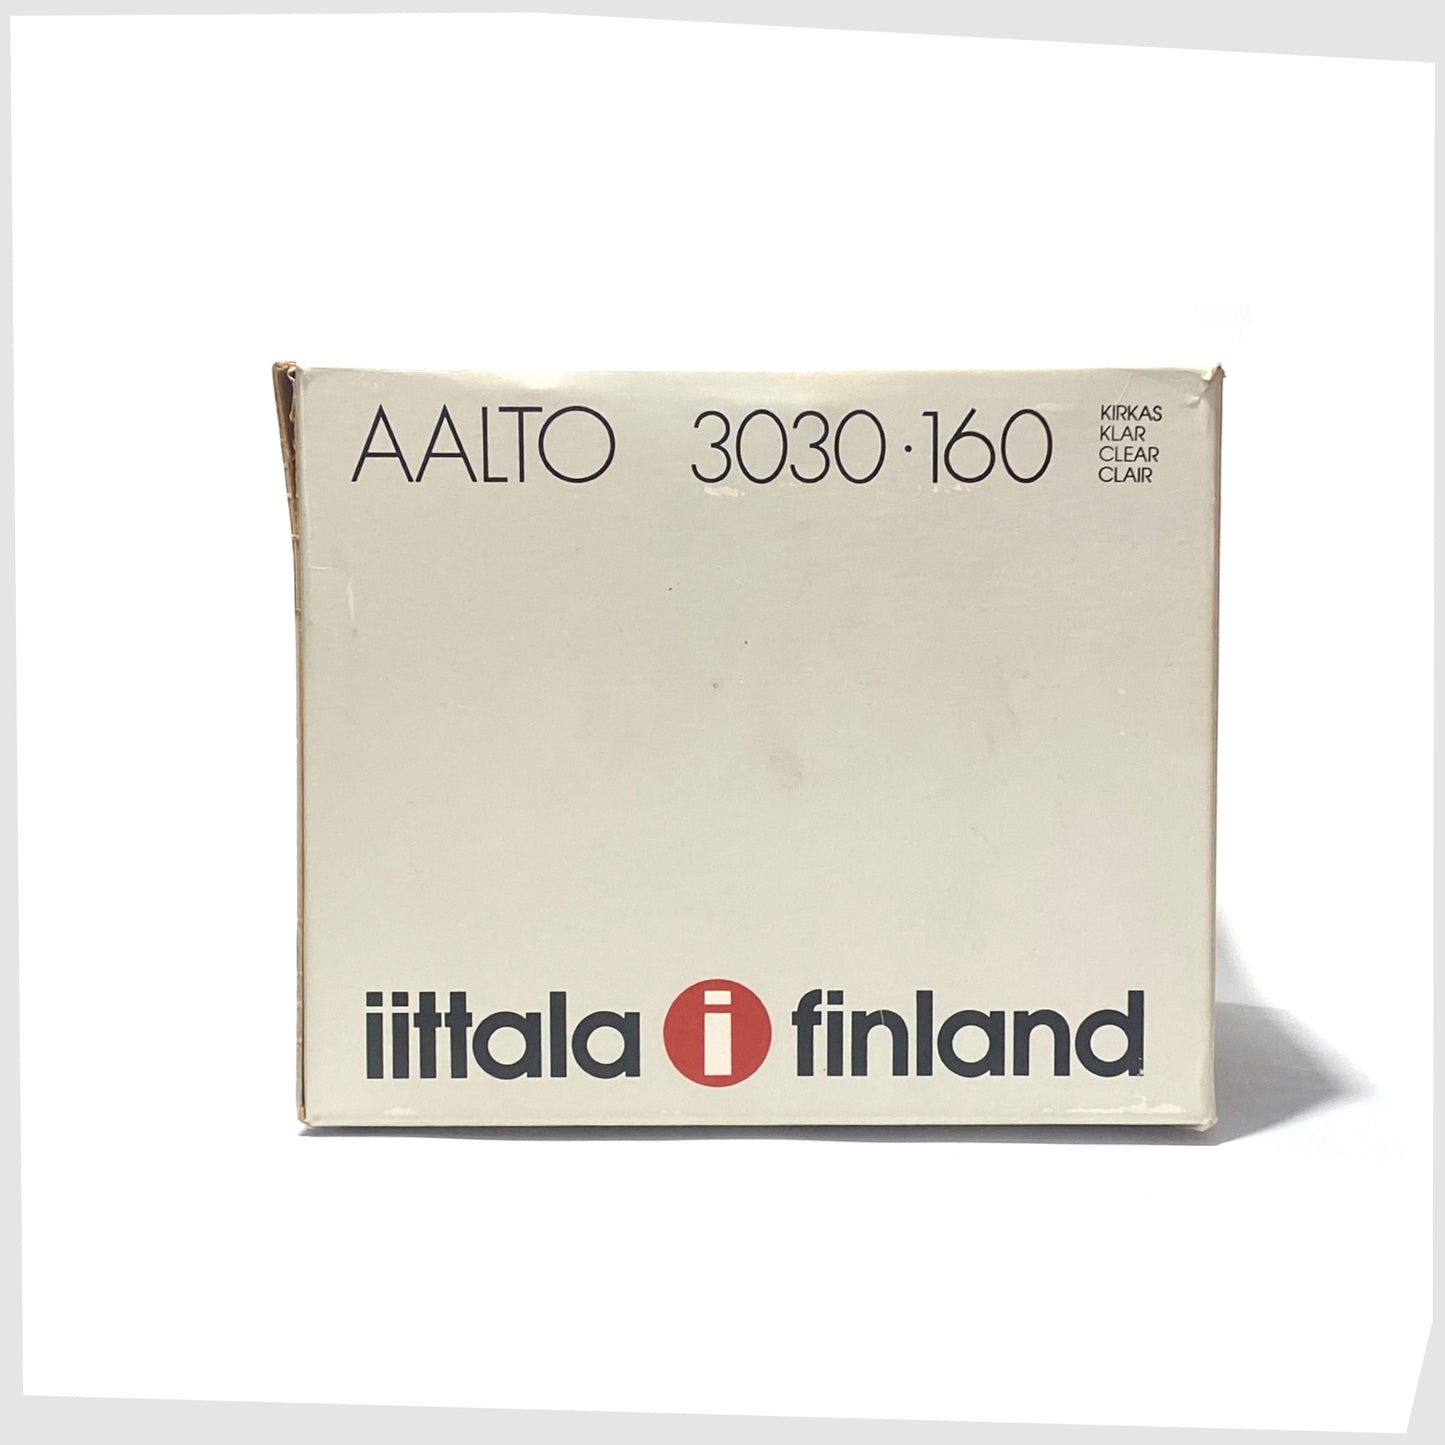 AALTO 3030·160
KIRKAS
KLAR
CLEAR
CLAIR
iittala i finland